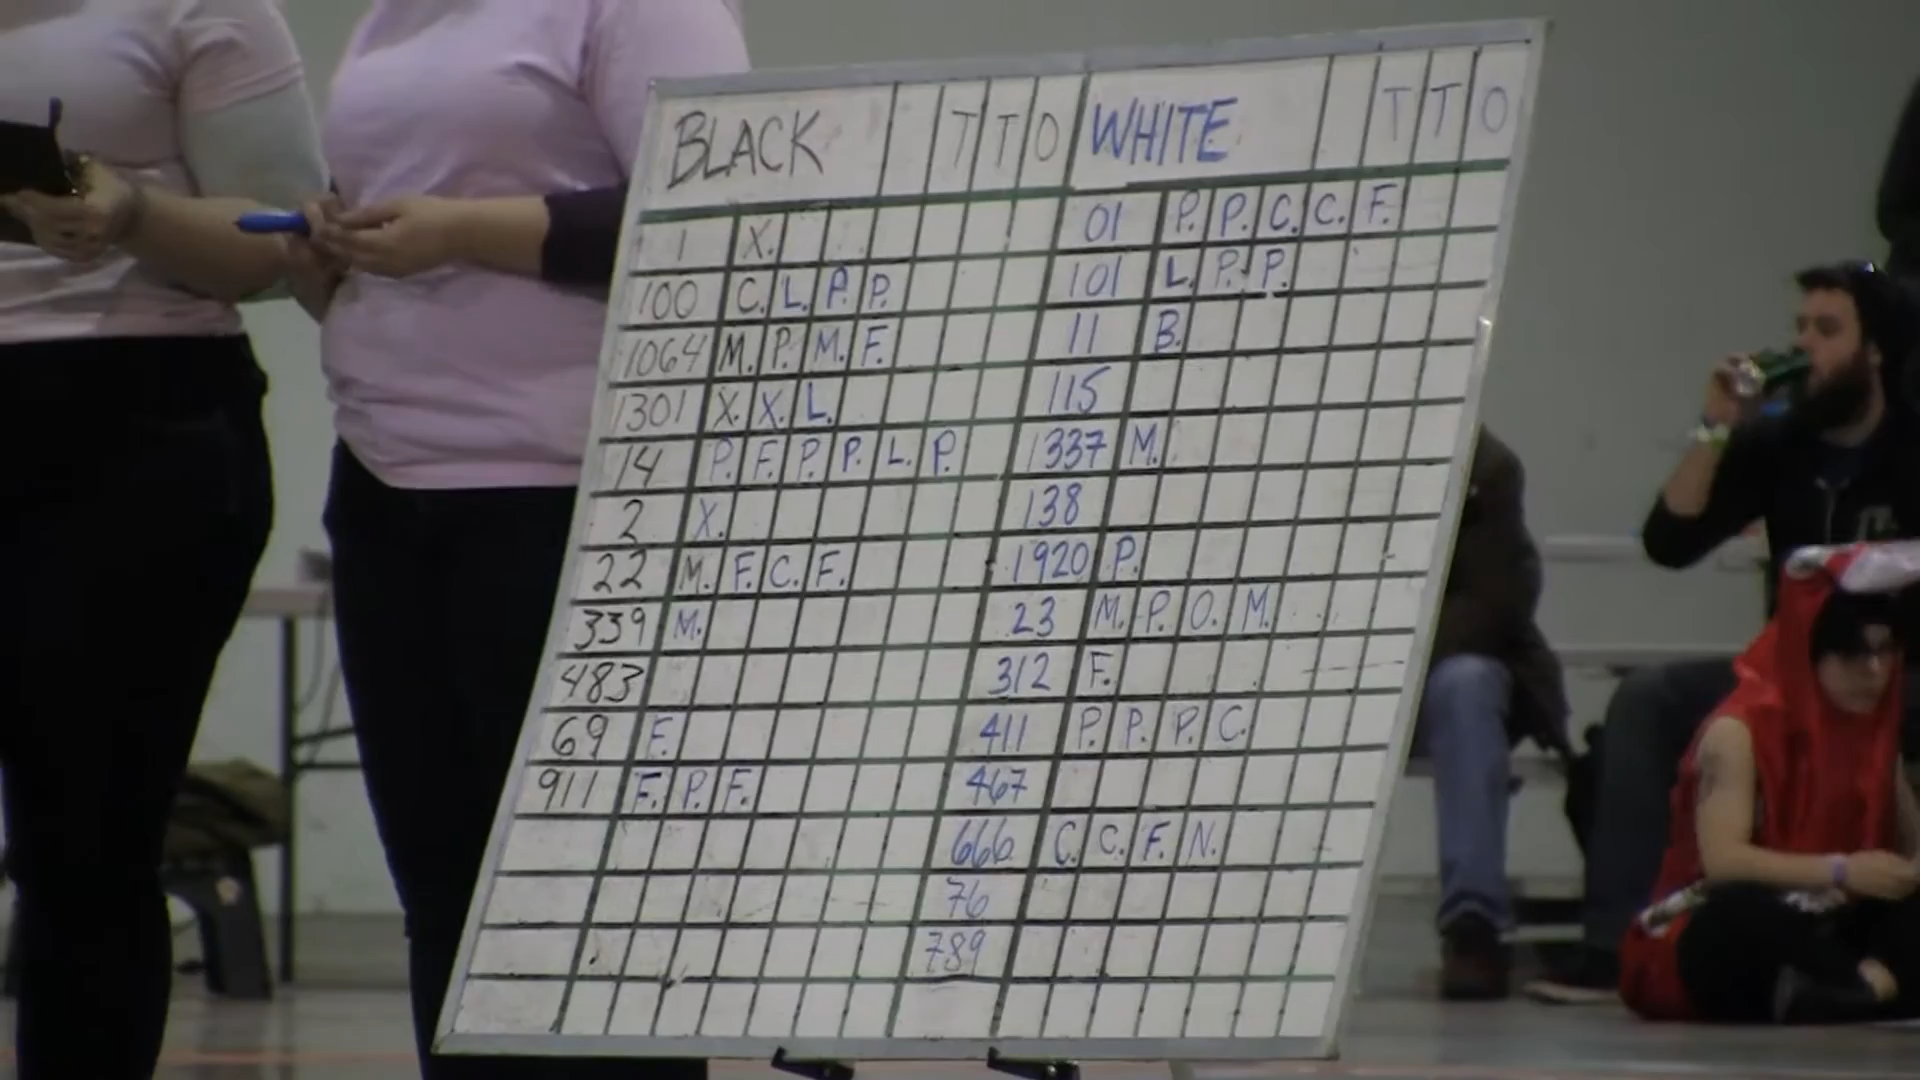 BLACK T T O WHITE T T O
1 X. 01 P. P. C. C. F.
100 C. L. P. P. 101 L. P. P.
1064 M. P. M. F. 11 B.
1301 X. X. L. 115
14 P. F. P. P. L. P. 1337 M.
2 X. 138
22 M. F. C. F. 1920 P.
339 M. 23 M. P. O. M.
483 312 F.
69 F. 411 P. P. P. C.
911 F. P. F. 467
666 C. C. F. N.
76
789